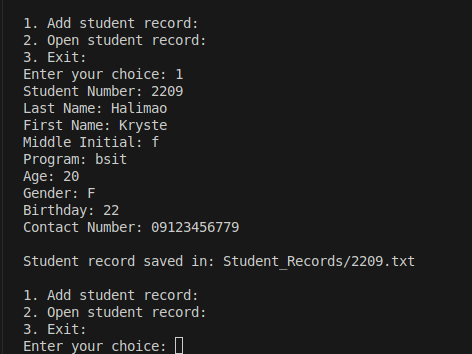 1. Add student record:
2. Open student record:
3. Exit:
Enter your choice: 1
Student Number: 2209
Last Name: Halimao
First Name: Kryste
Middle Initial: f
Program: bsit
Age: 20
Gender: F
Birthday: 22
Contact Number: 09123456779
Student record saved in: Student_Records/2209.txt
1. Add student record:
2. Open student record:
3. Exit:
Enter your choice: